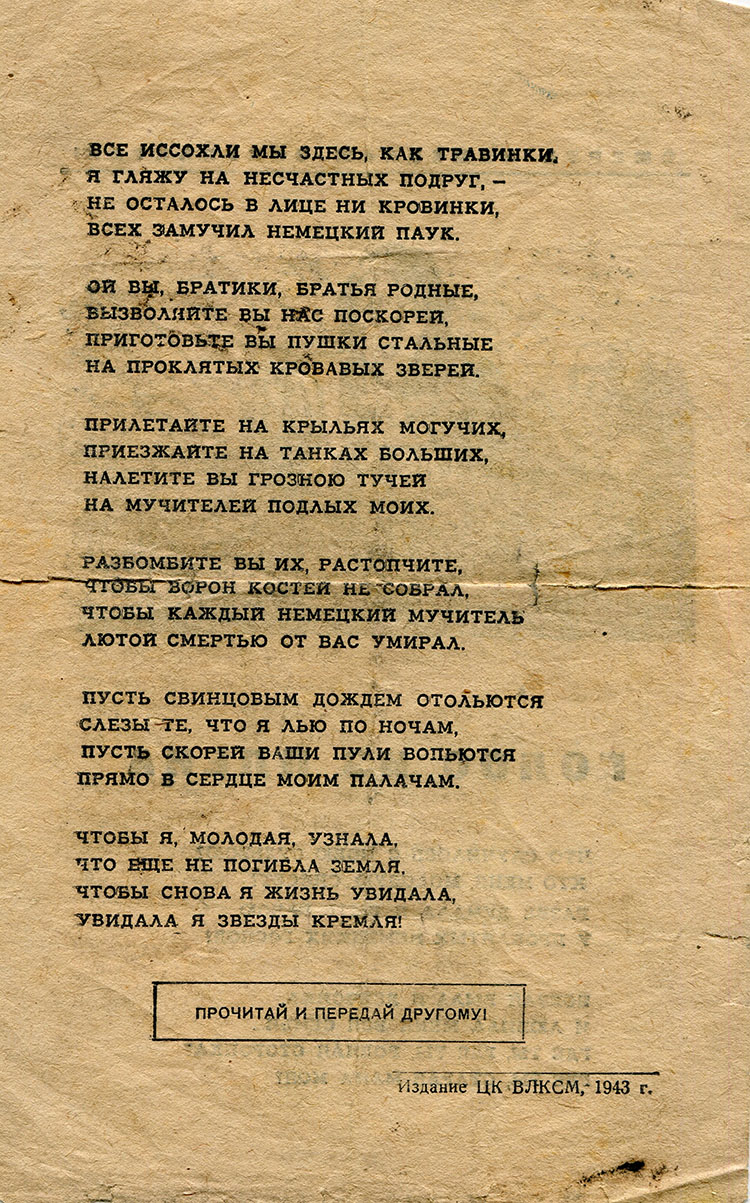 ВСЕ ИССОХЛИ МЫ ЗДЕСЬ, КАК ТРАВИНКИ,
Я ГЛЯЖУ НА НЕСЧАСТНЫХ ПОДРУГ, –
НЕ ОСТАЛОСЬ В ЛИЦЕ НИ КРОВИНКИ,
ВСЕХ ЗАМУЧИЛ НЕМЕЦКИЙ ПАУК.
ОЙ ВЫ, БРАТИКИ, БРАТЬЯ РОДНЫЕ,
ВЫЗВОЛЯЙТЕ ВЫ НАС ПОСКОРЕЙ,
ПРИГОТОВЬТЕ ВЫ ПУШКИ СТАЛЬНЫЕ
НА ПРОКЛЯТЫХ КРОВАВЫХ ЗВЕРЕЙ.
ПРИЛЕТАЙТЕ НА КРЫЛЬЯХ МОГУЧИХ,
ПРИЕЗЖАЙТЕ НА ТАНКАХ БОЛЬШИХ,
НАЛЕТИТЕ ВЫ ГРОЗНОЮ ТУЧЕЙ
НА МУЧИТЕЛЕЙ ПОДЛЫХ МОИХ.
РАЗБОМБИТЕ ВЫ ИХ, РАСТОПЧИТЕ,
ЧТОБЫ ВОРОН КОСТЕЙ НЕ СОБРАЛ,
ЧТОБЫ КАЖДЫЙ НЕМЕЦКИЙ МУЧИТЕЛЬ
ЛЮТОЙ СМЕРТЬЮ ОТ ВАС УМИРАЛ.
ПУСТЬ СВИНЦОВЫМ ДОЖДЕМ ОТОЛЬЮТСЯ
СЛЕЗЫ ТЕ, ЧТО Я ЛЬЮ ПО НОЧАМ,
ПУСТЬ СКОРЕЙ ВАШИ ПУЛИ ВОПЬЮТСЯ
ПРЯМО В СЕРДЦЕ МОИМ ПАЛАЧАМ.
ЧТОБЫ Я, МОЛОДАЯ, УЗНАЛА,
ЧТО ЕЩЕ НЕ ПОГИБЛА ЗЕМЛЯ,
ЧТОБЫ СНОВА Я ЖИЗНЬ УВИДАЛА,
УВИДАЛА Я ЗВЕЗДЫ КРЕМЛЯ!
ПРОЧИТАЙ И ПЕРЕДАЙ ДРУГОМУ!
Издание ЦК ВЛКСМ, 1943 г.